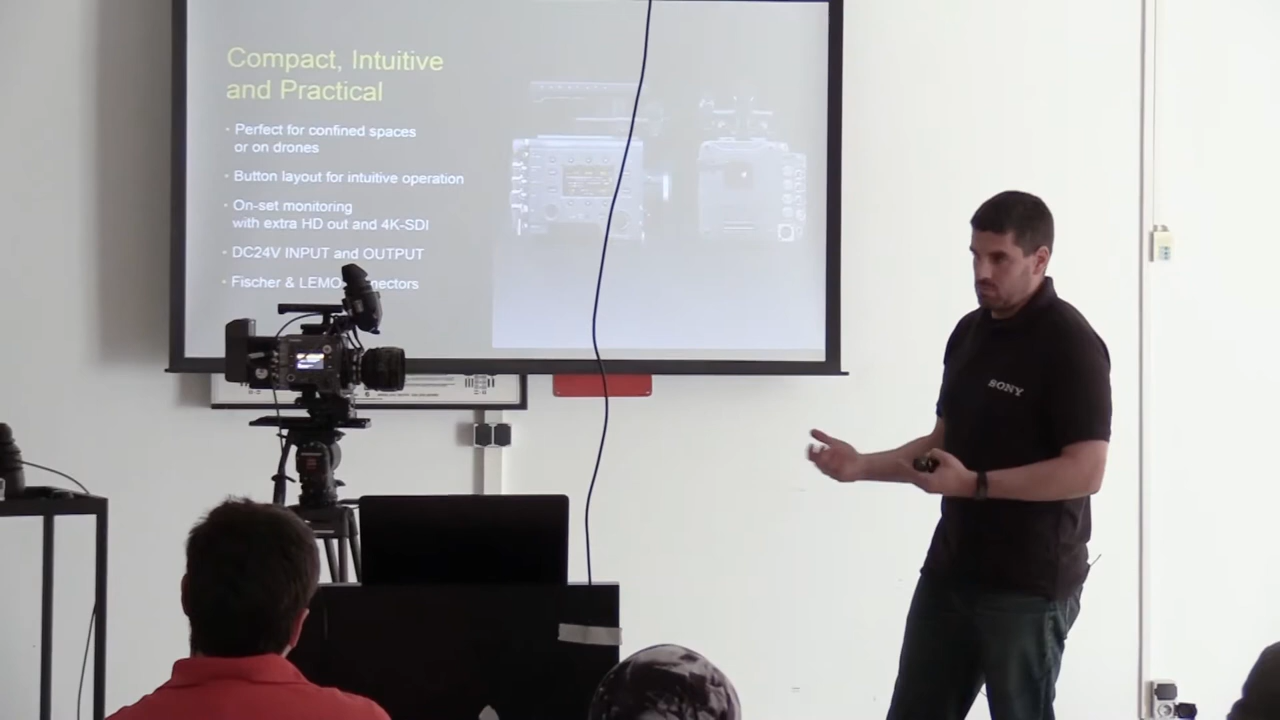 Compact, Intuitive
and Practical
• Perfect for confined spaces
or on drones
• Button layout for intuitive operation
• On-set monitoring
with extra HD out and 4K-SDI
• DC24V INPUT and OUTPUT
• Fischer & LEMO nectors
SONY